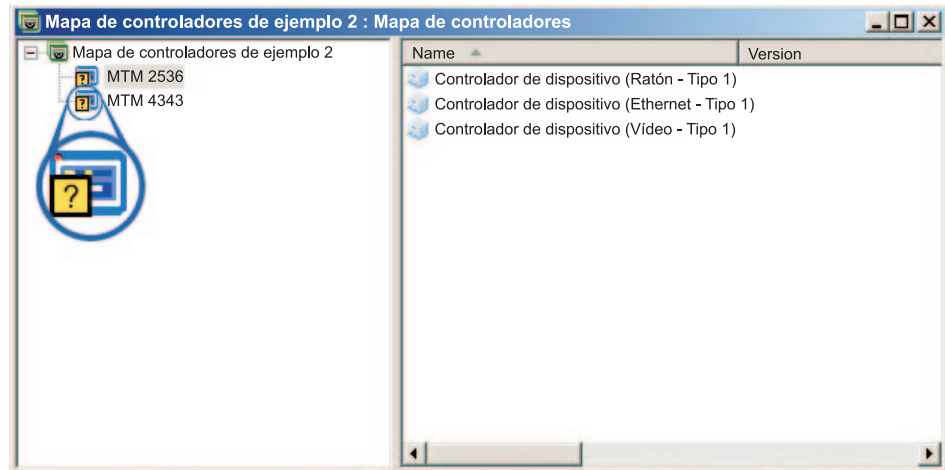 Mapa de controladores de ejemplo 2 : Mapa de controladores
Mapa de controladores de ejemplo 2
MTM 2536
MTM 4343
?
Name
Version
Controlador de dispositivo (Ratón - Tipo 1)
Controlador de dispositivo (Ethernet - Tipo 1)
Controlador de dispositivo (Vídeo - Tipo 1)